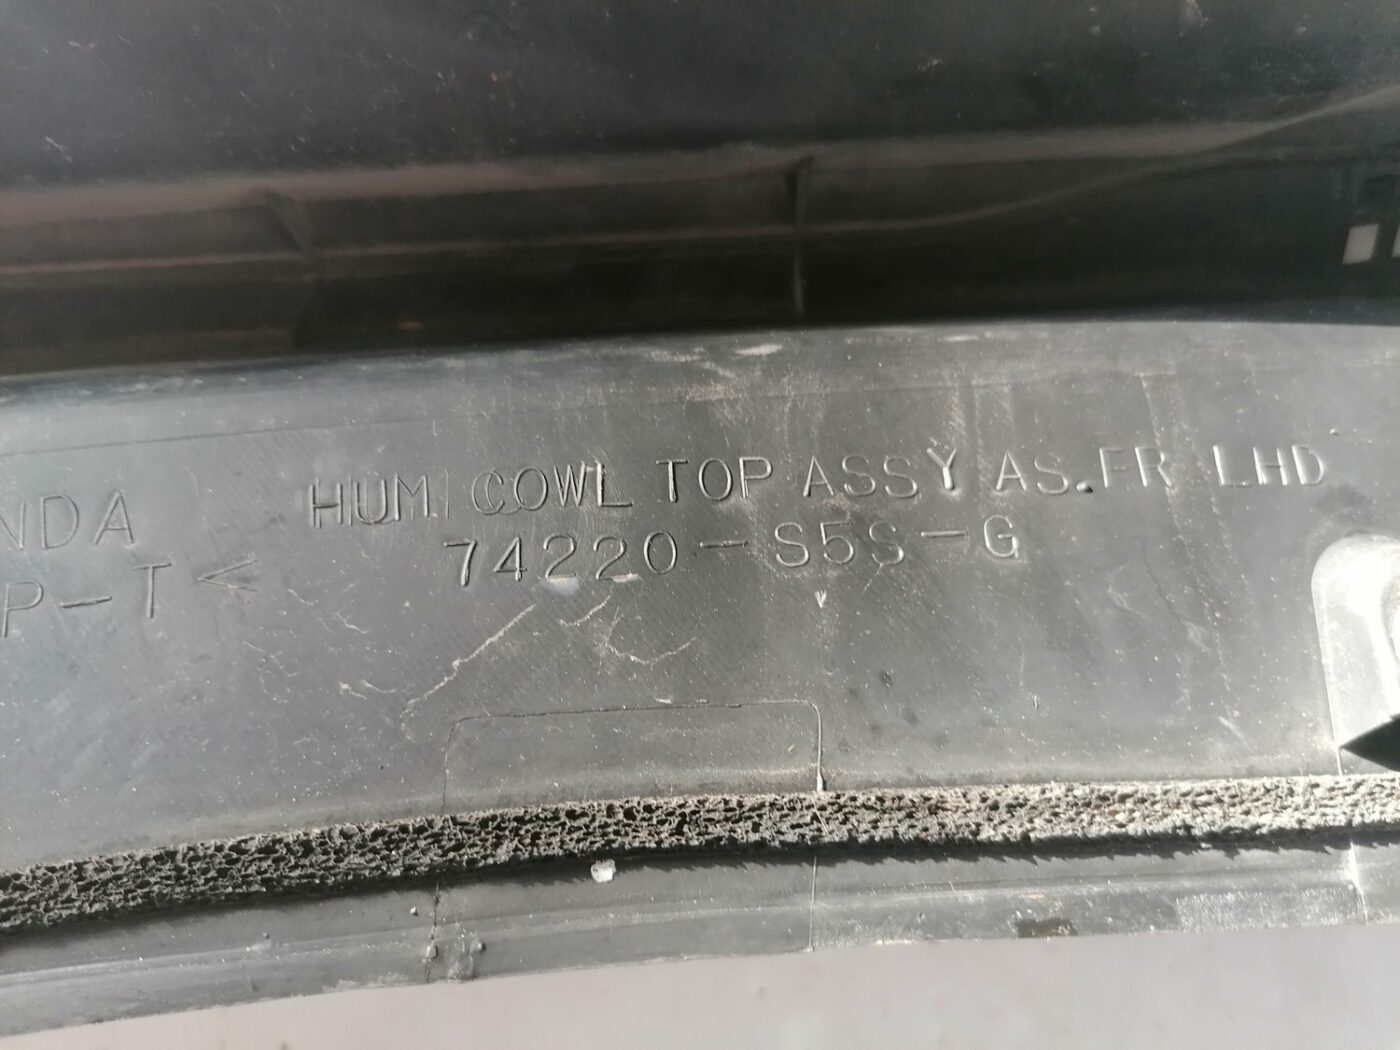 NDA
P-T<
HUM COWL TOP ASSY AS.FR LHD
74220-S5S-G